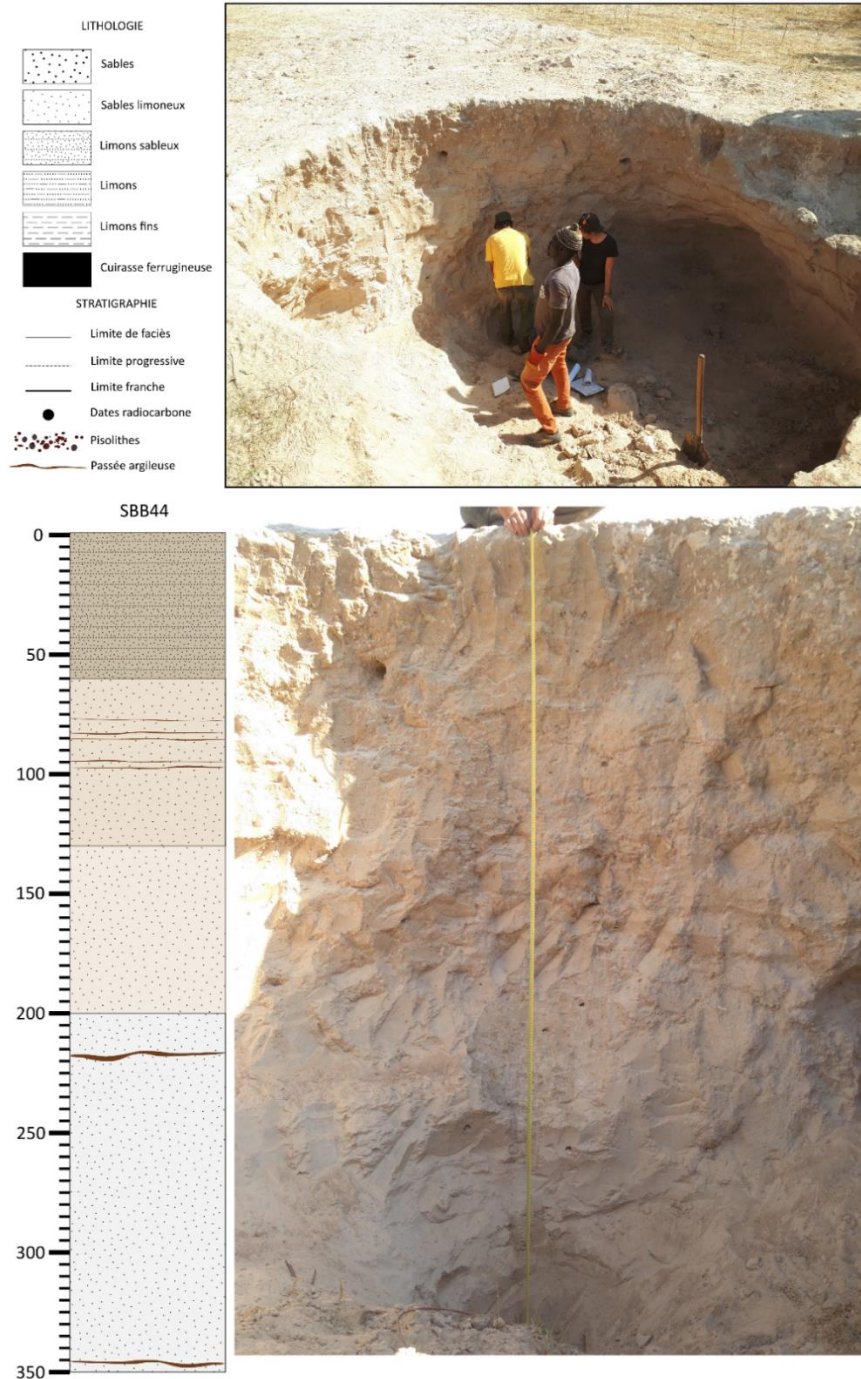 LITHOLOGIE
Sables
Sables limoneux
Limons sableux
Limons
Limons fins
Cuirasse ferrugineuse
STRATIGRAPHIE
Limite de faciès
Limite progressive
Limite franche
Dates radiocarbone
Pisolithes
Passée argileuse
SBB44
0
50
100
150
200
250
300
350